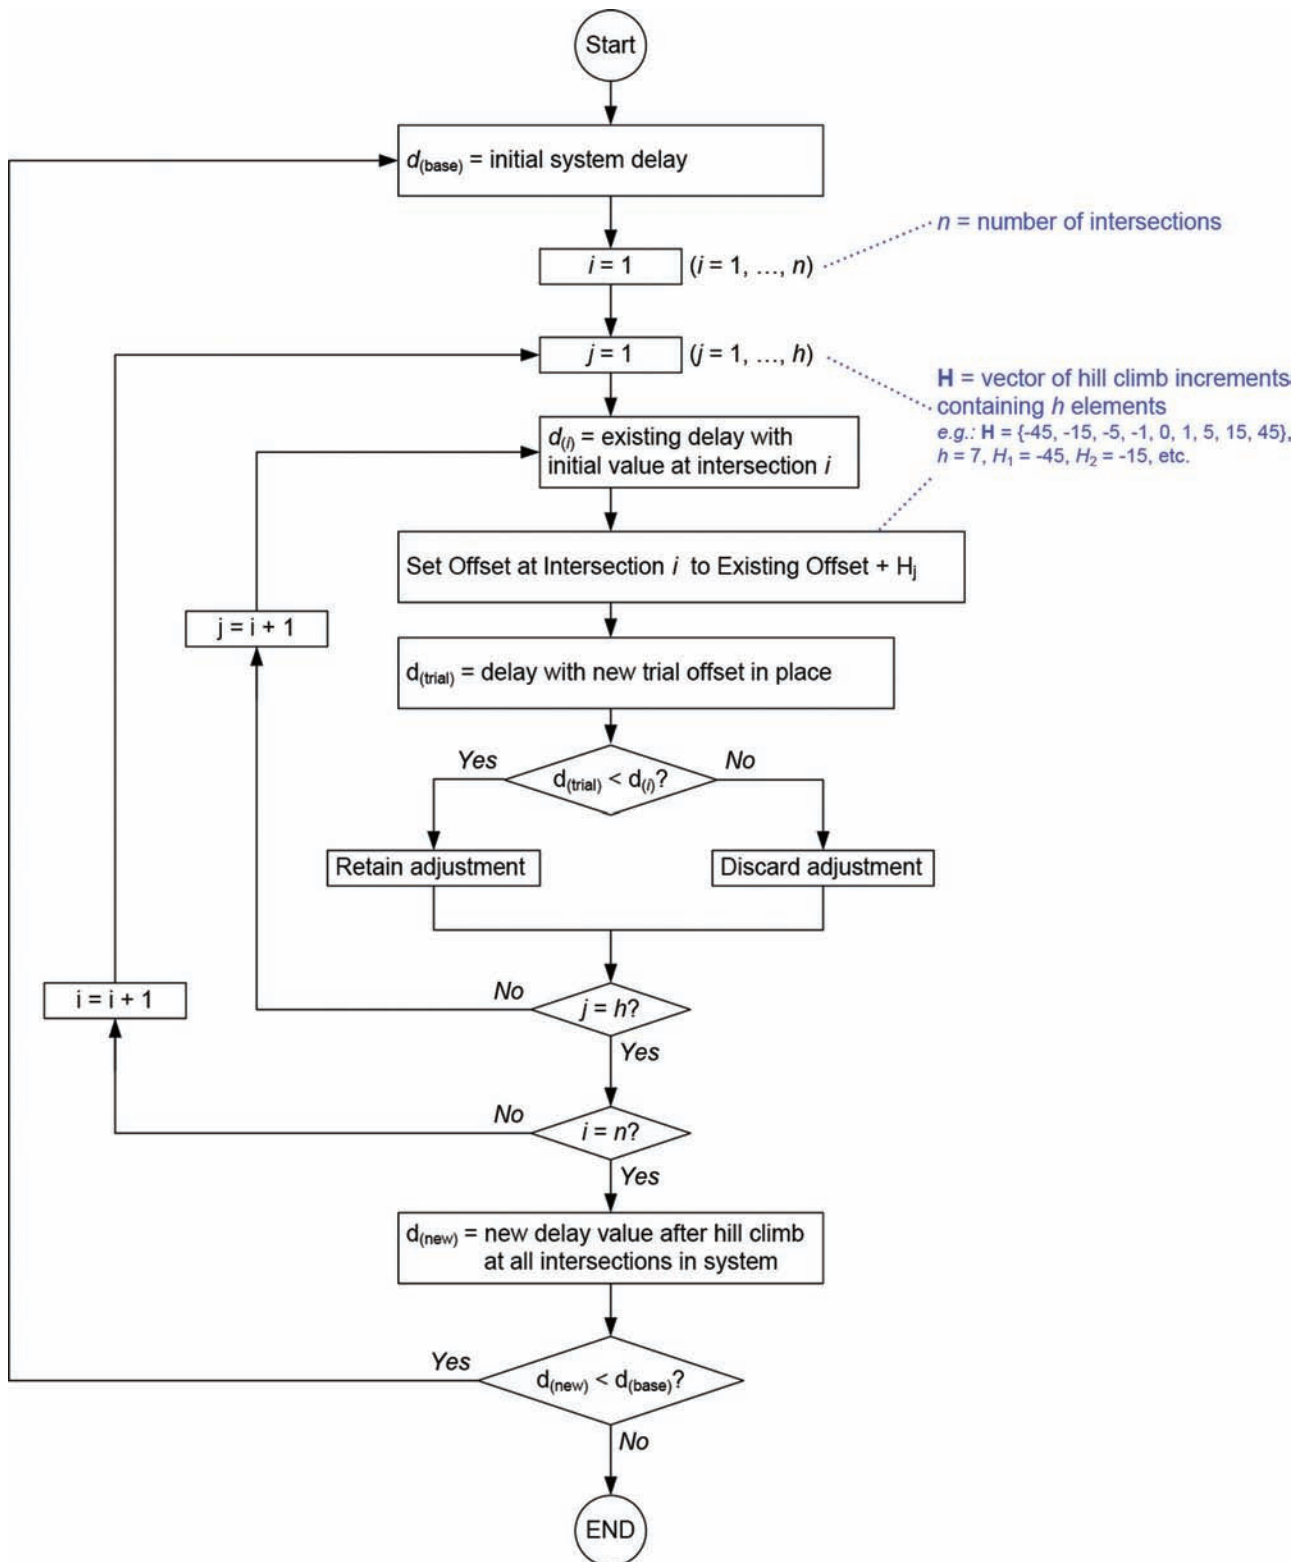 Start
d(base) = initial system delay
n = number of intersections
i = 1 (i = 1, ..., n)
j = 1 (j = 1, ..., h)
H = vector of hill climb increments
containing h elements
e.g.: H = {-45, -15, -5, -1, 0, 1, 5, 15, 45},
h = 7, H1 = -45, H2 = -15, etc.
d(i) = existing delay with
initial value at intersection i
Set Offset at Intersection i to Existing Offset + Hj
j = i + 1
d(trial) = delay with new trial offset in place
Yes
No
d(trial) < d(i)?
Retain adjustment
Discard adjustment
i = i + 1
No
j = h?
Yes
No
i = n?
Yes
d(new) = new delay value after hill climb
at all intersections in system
Yes
d(new) < d(base)?
No
END